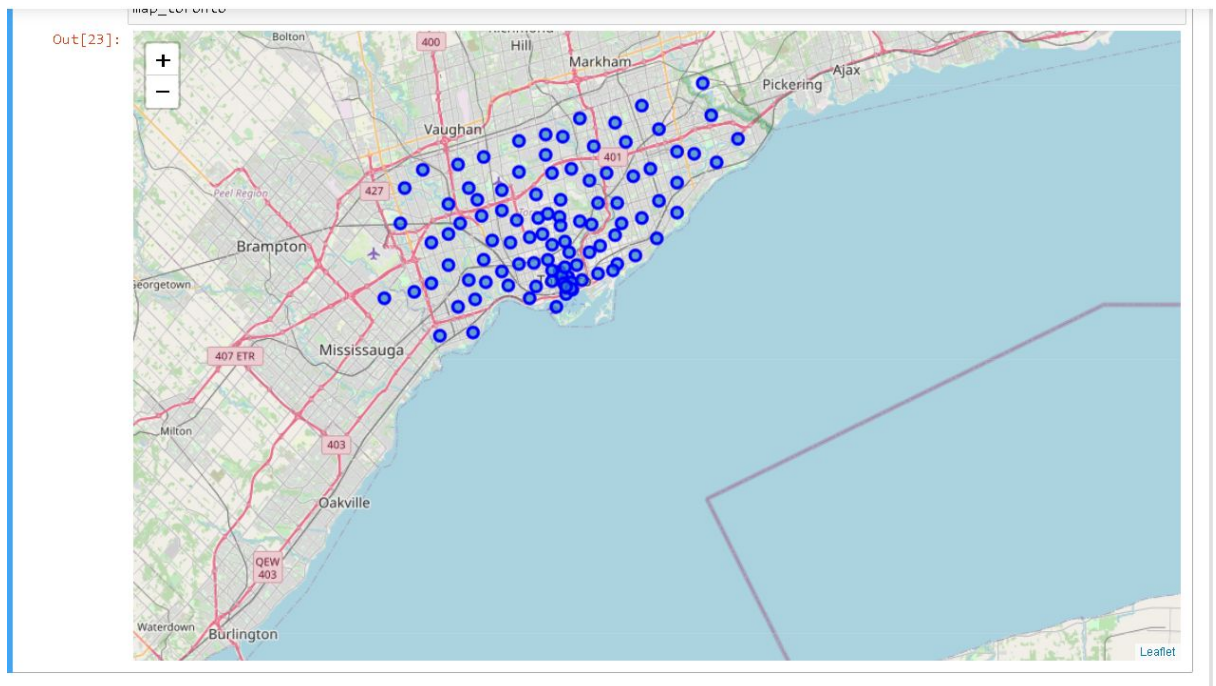 map_toronto
Out[23]:
+
−
Bolton
400
Richmond
Hill
Markham
Ajax
Pickering
Vaughan
401
427
Peel Region
Brampton
Georgetown
407 ETR
Mississauga
Milton
403
Oakville
QEW
403
Waterdown
Burlington
Leaflet